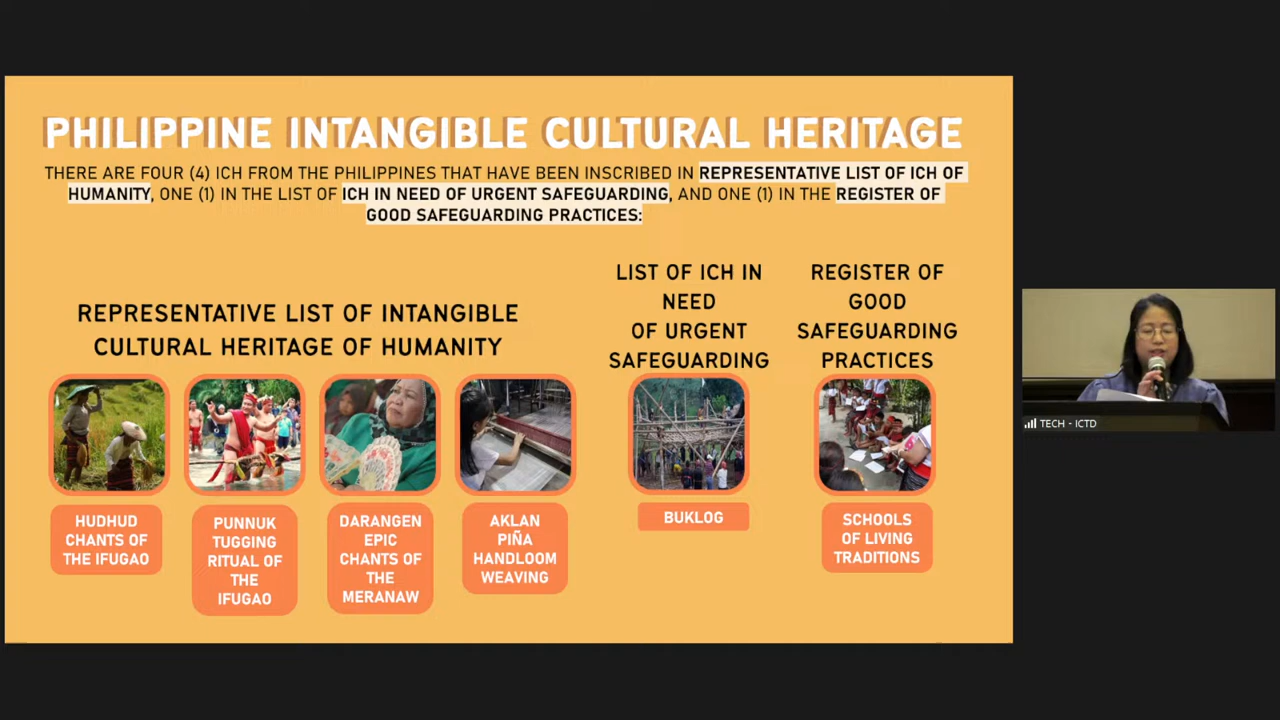 PHILIPPINE INTANGIBLE CULTURAL HERITAGE
THERE ARE FOUR (4) ICH FROM THE PHILIPPINES THAT HAVE BEEN INSCRIBED IN REPRESENTATIVE LIST OF ICH OF
HUMANITY, ONE (1) IN THE LIST OF ICH IN NEED OF URGENT SAFEGUARDING, AND ONE (1) IN THE REGISTER OF
GOOD SAFEGUARDING PRACTICES:
REPRESENTATIVE LIST OF INTANGIBLE
CULTURAL HERITAGE OF HUMANITY
LIST OF ICH IN
NEED
OF URGENT
SAFEGUARDING
REGISTER OF
GOOD
SAFEGUARDING
PRACTICES
HUDHUD
CHANTS OF
THE IFUGAO
PUNNUK
TUGGING
RITUAL OF
THE
IFUGAO
DARANGEN
EPIC
CHANTS OF
THE
MERANAW
AKLAN
PIÑA
HANDLOOM
WEAVING
BUKLOG
SCHOOLS
OF LIVING
TRADITIONS
TECH - ICTD